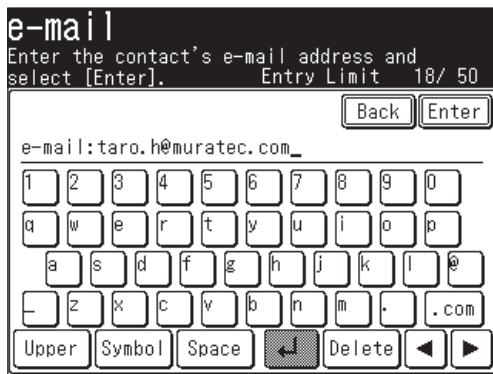 e-mail
Enter the contact's e-mail address and
select [Enter]. Entry Limit 18/ 50
Back Enter
e-mail:taro.h@muratec.com_
1 2 3 4 5 6 7 8 9 0
q w e r t y u i o p
a s d f g h j k l @
_ z x c v b n m . .com
Upper Symbol Space ↵ Delete ◀ ▶